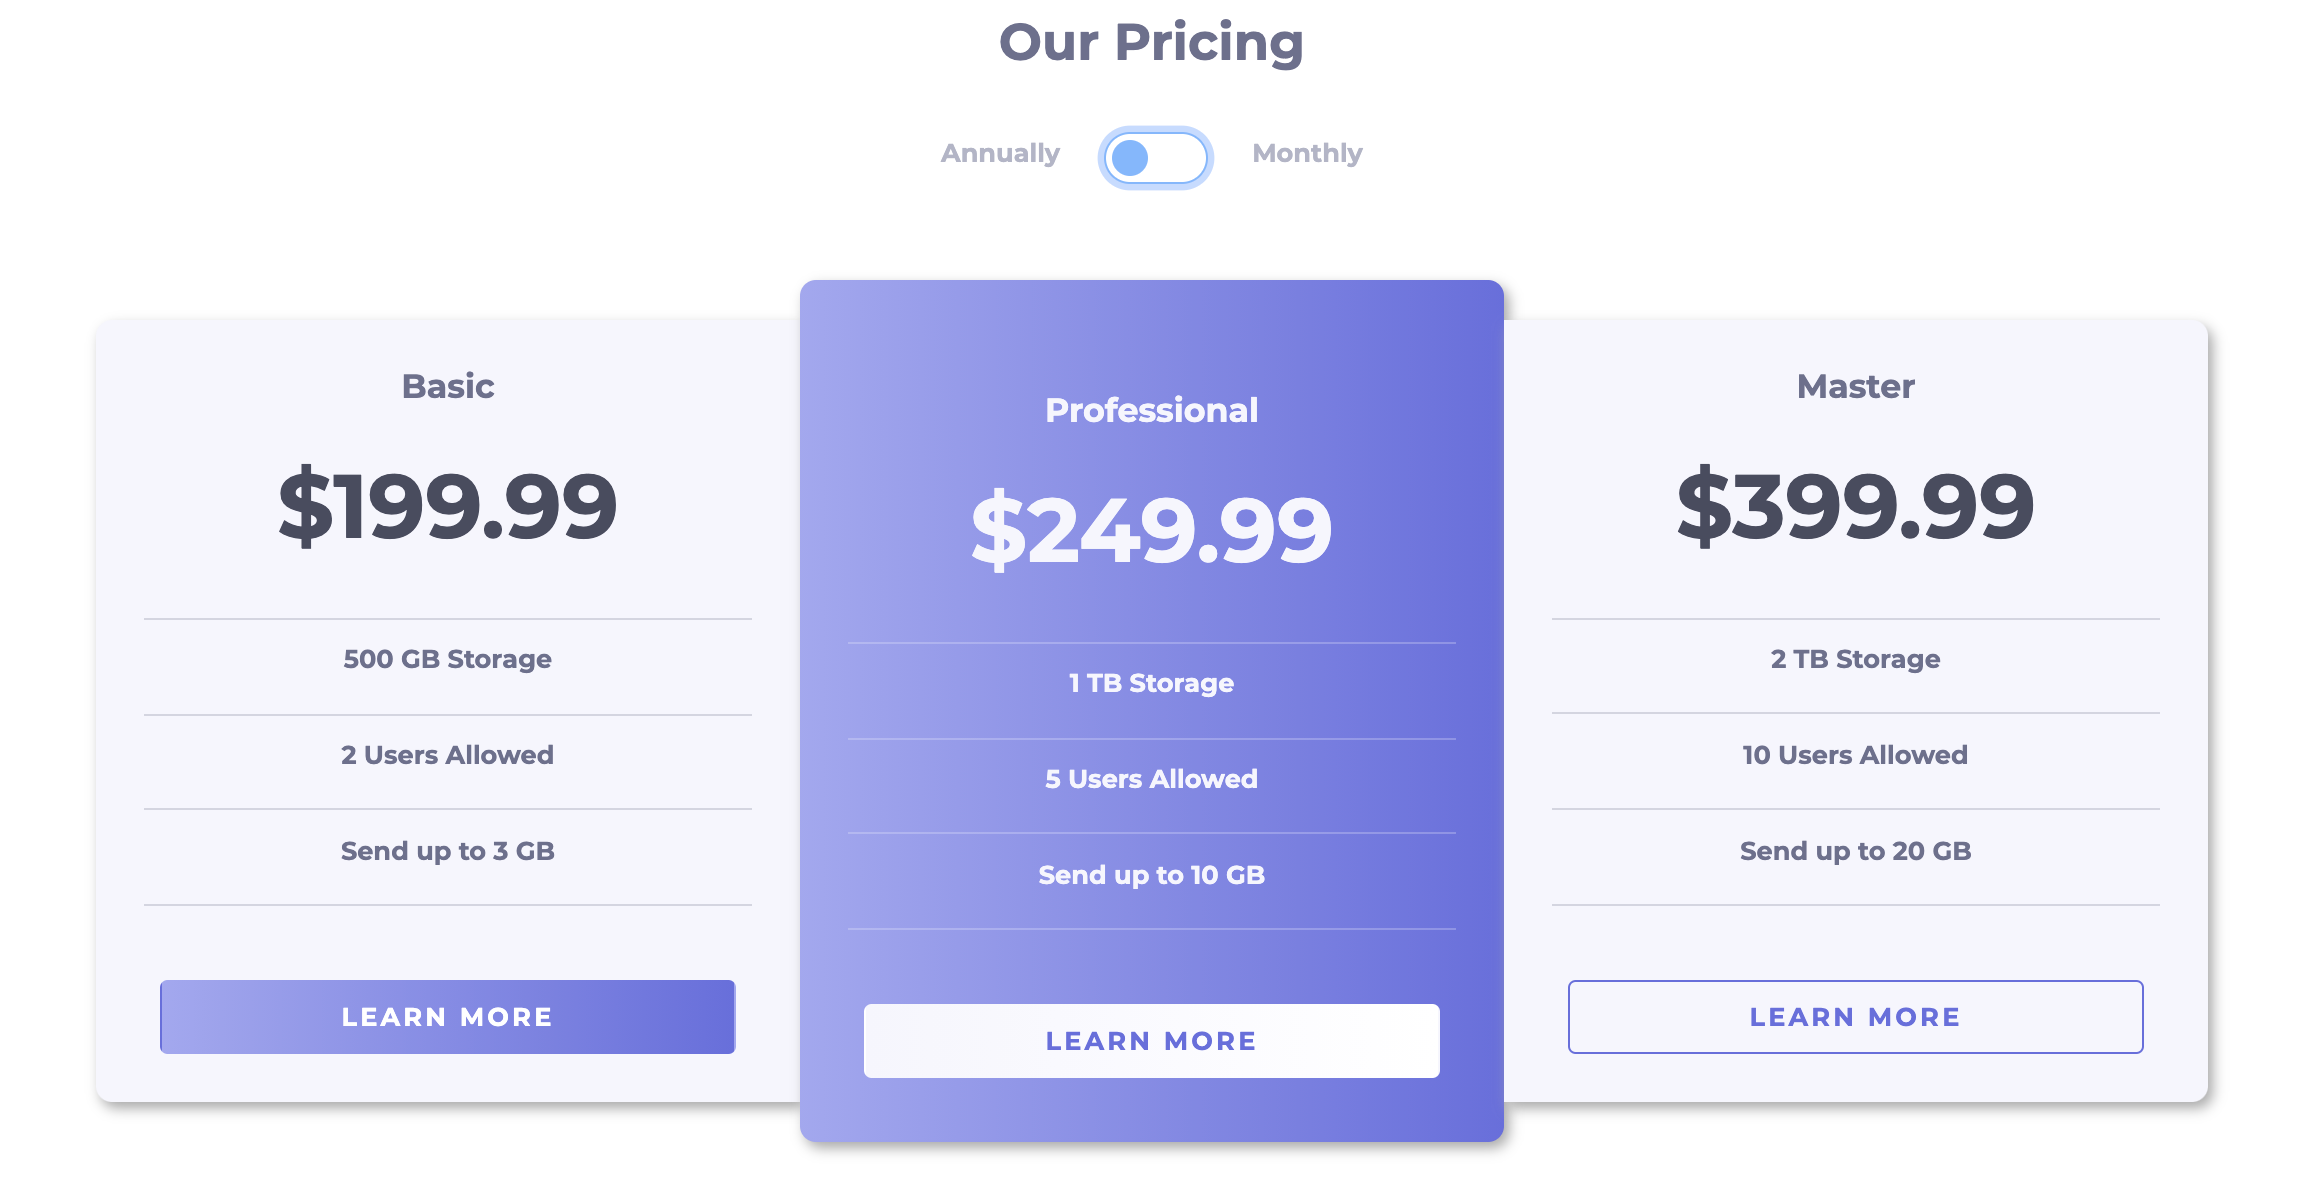 Our Pricing
Annually
Monthly
Basic
$199.99
500 GB Storage
2 Users Allowed
Send up to 3 GB
LEARN MORE
Professional
$249.99
1 TB Storage
5 Users Allowed
Send up to 10 GB
LEARN MORE
Master
$399.99
2 TB Storage
10 Users Allowed
Send up to 20 GB
LEARN MORE